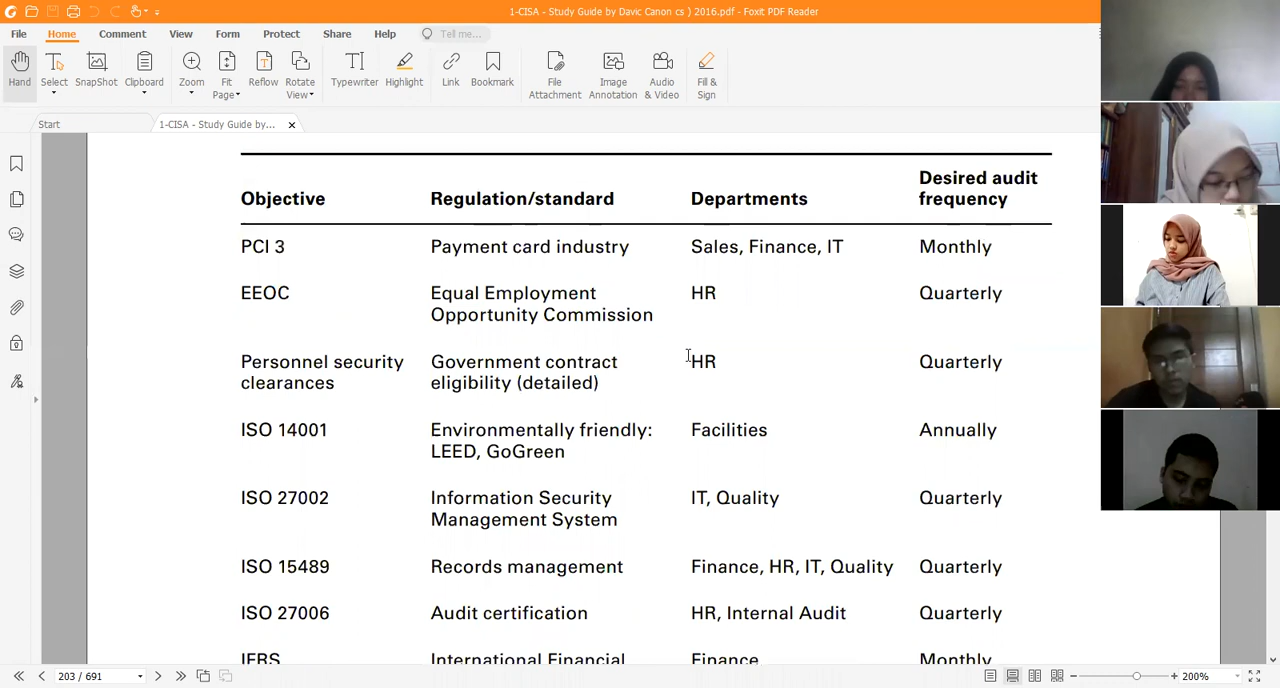 1-CISA - Study Guide by Davic Canon cs ) 2016.pdf - Foxit PDF Reader
File Home Comment View Form Protect Share Help Tell me...
Hand Select SnapShot Clipboard Zoom Fit Page Reflow Rotate View Typewriter Highlight Link Bookmark File Attachment Image Annotation Audio & Video Fill & Sign
Start 1-CISA - Study Guide by...
Objective Regulation/standard Departments Desired audit frequency
PCI 3 Payment card industry Sales, Finance, IT Monthly
EEOC Equal Employment HR Quarterly
Opportunity Commission
Personnel security Government contract HR Quarterly
clearances eligibility (detailed)
ISO 14001 Environmentally friendly: Facilities Annually
LEED, GoGreen
ISO 27002 Information Security IT, Quality Quarterly
Management System
ISO 15489 Records management Finance, HR, IT, Quality Quarterly
ISO 27006 Audit certification HR, Internal Audit Quarterly
IFRS International Financial Finance Monthly
203 / 691 200%